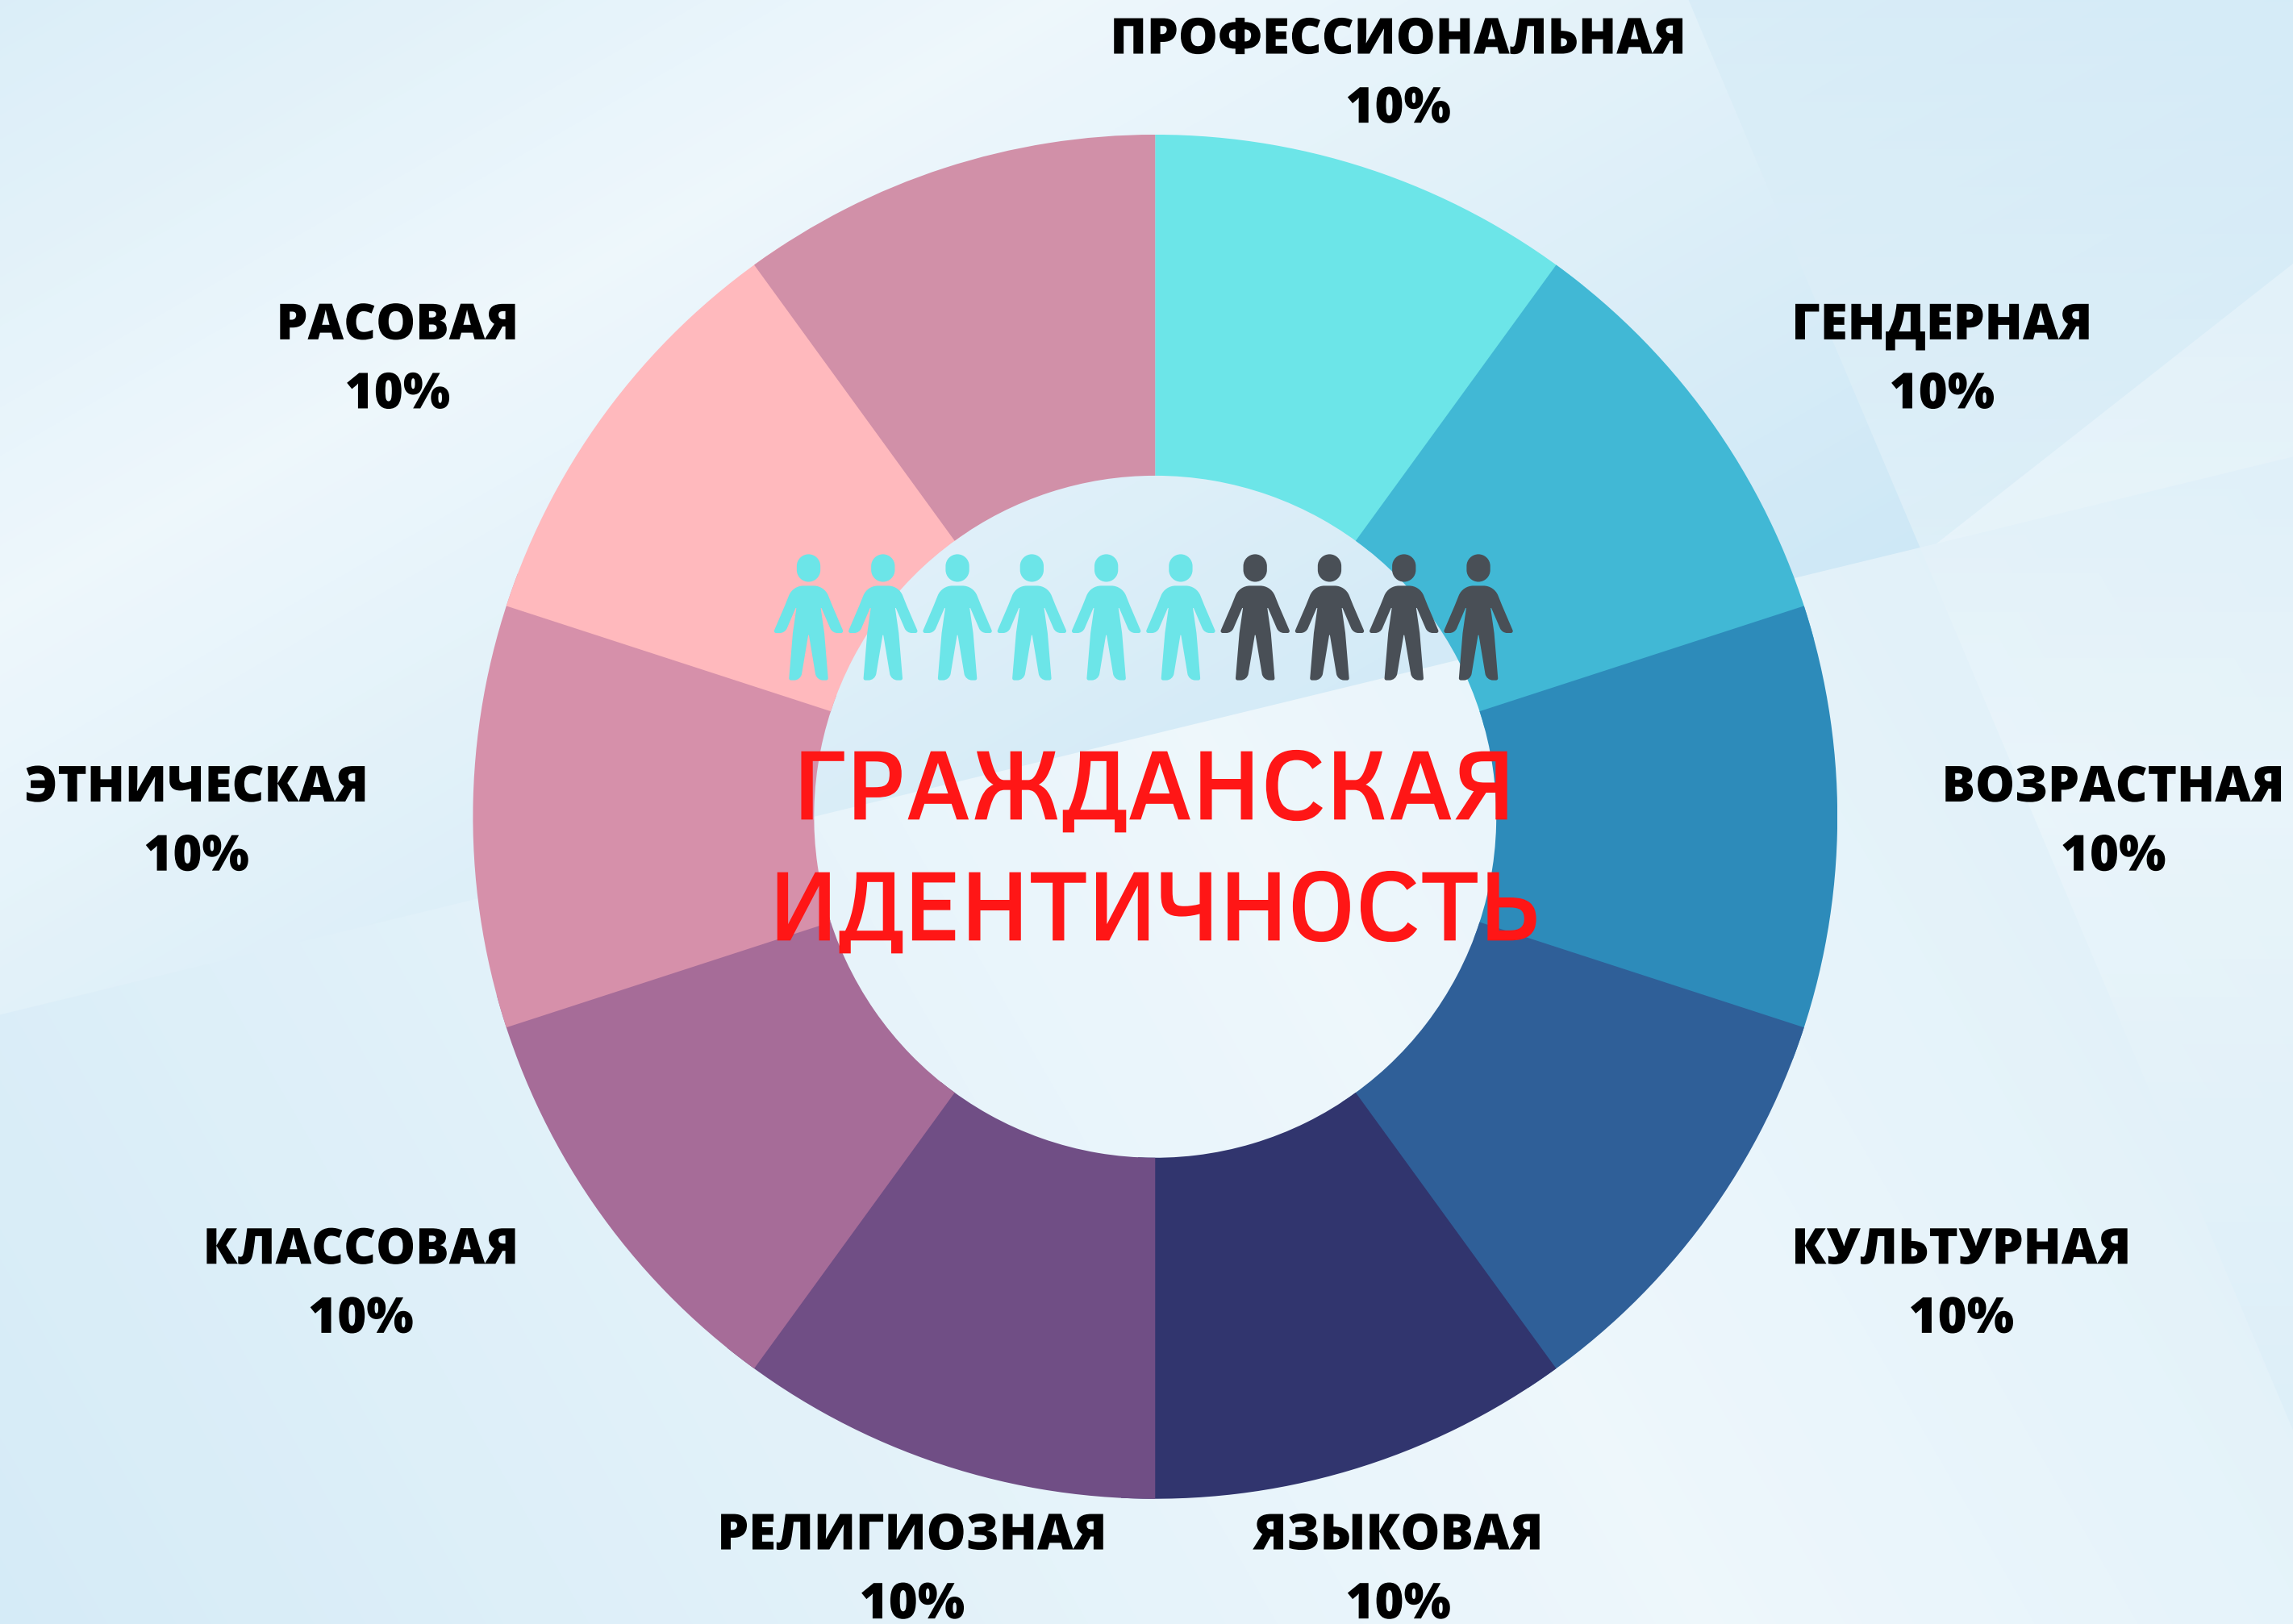 ПРОФЕССИОНАЛЬНАЯ
10%
РАСОВАЯ
10%
ГЕНДЕРНАЯ
10%
ГРАЖДАНСКАЯ
ИДЕНТИЧНОСТЬ
ЭТНИЧЕСКАЯ
10%
ВОЗРАСТНАЯ
10%
КЛАССОВАЯ
10%
КУЛЬТУРНАЯ
10%
РЕЛИГИОЗНАЯ
10%
ЯЗЫКОВАЯ
10%